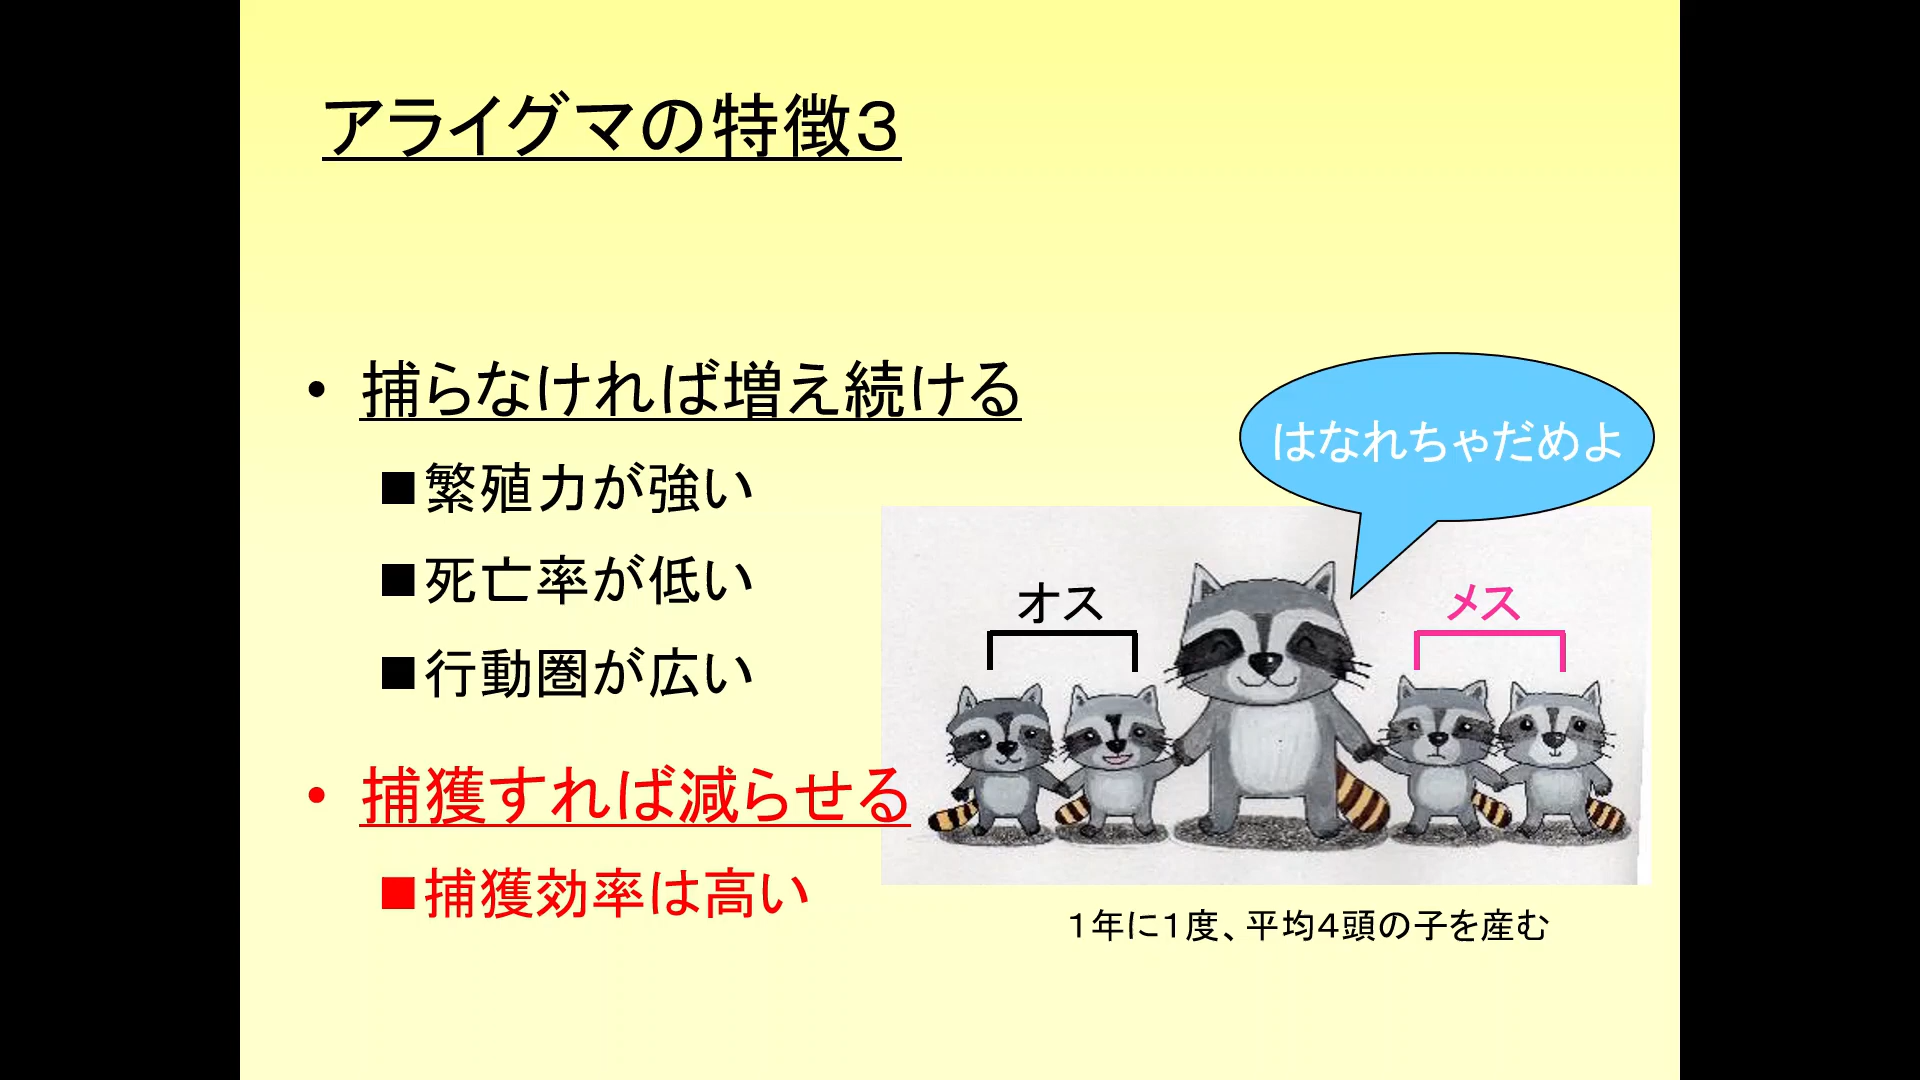 アライグマの特徴３
• 捕らなければ増え続ける
■繁殖力が強い
■死亡率が低い
■行動圏が広い
• 捕獲すれば減らせる
■捕獲効率は高い
はなれちゃだめよ
オス
メス
１年に１度、平均４頭の子を産む